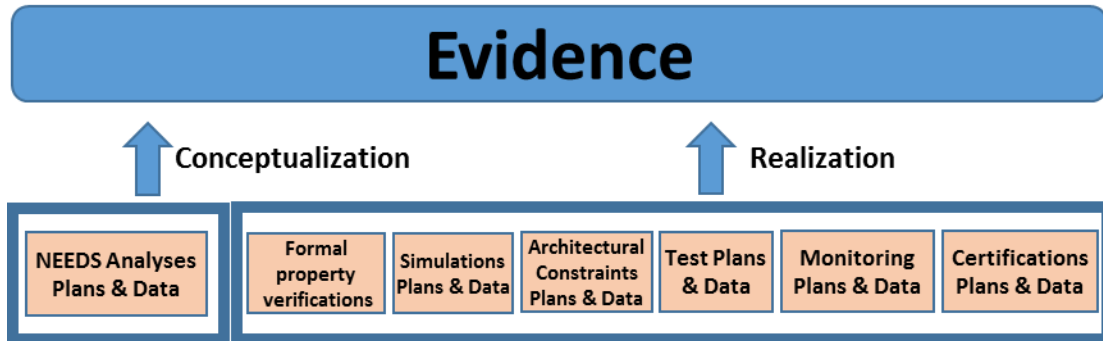 Evidence
Conceptualization
Realization
NEEDS Analyses
Plans & Data
Formal
property
verifications
Simulations
Plans & Data
Architectural
Constraints
Plans & Data
Test Plans
& Data
Monitoring
Plans & Data
Certifications
Plans & Data